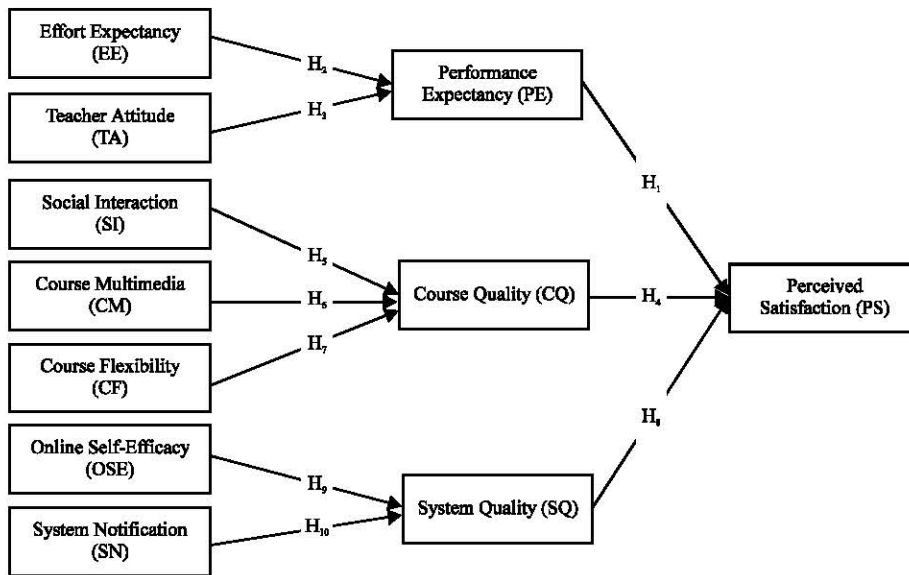 Effort Expectancy
(EE)
H₂
Teacher Attitude
(TA)
H₃
Performance
Expectancy (PE)
H₁
Social Interaction
(SI)
H₅
Course Multimedia
(CM)
H₆
Course Flexibility
(CF)
H₇
Course Quality (CQ)
H₄
Perceived
Satisfaction (PS)
Online Self-Efficacy
(OSE)
H₉
System Notification
(SN)
H₁₀
System Quality (SQ)
H₈